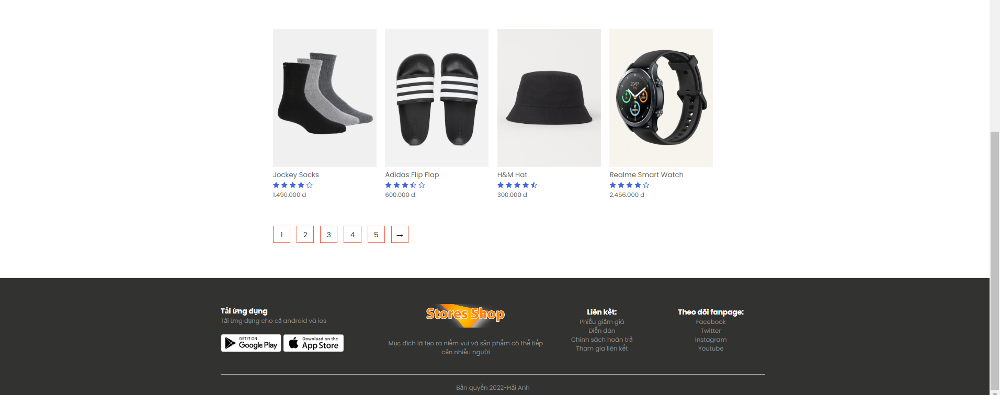 20/07
THU
Jockey Socks
Adidas Flip Flop
H&M Hat
Realme Smart Watch
1.490.000 đ
600.000 đ
300.000 đ
2.456.000 đ
1 2 3 4 5 →
Tải ứng dụng
Tải ứng dụng cho cả android và ios
GET IT ON
Google Play
Download on the
App Store
Stores Shop
Mục đích là tạo ra niềm vui và sản phẩm có thể tiếp
cận nhiều người
Liên kết:
Phiếu giảm giá
Diễn đàn
Chính sách hoàn trả
Tham gia liên kết
Theo dõi fanpage:
Facebook
Twitter
Instagram
Youtube
Bản quyền 2022-Hải Anh